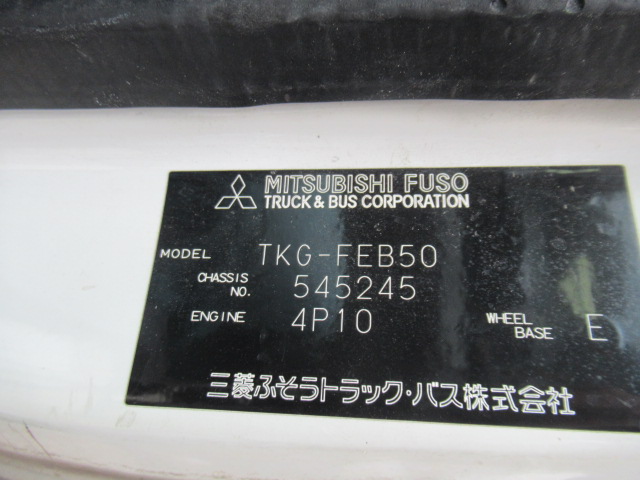 MITSUBISHI FUSO
TRUCK & BUS CORPORATION
MODEL TKG-FEB50
CHASSIS NO. 545245
ENGINE 4P10 WHEEL BASE E
三菱ふそうトラック・バス株式会社